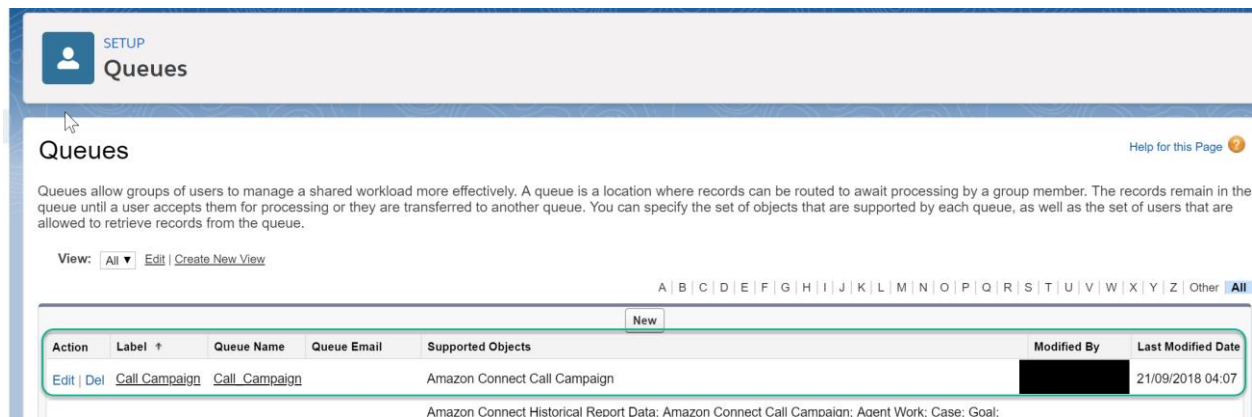 SETUP
Queues
Queues
Help for this Page ?
Queues allow groups of users to manage a shared workload more effectively. A queue is a location where records can be routed to await processing by a group member. The records remain in the
queue until a user accepts them for processing or they are transferred to another queue. You can specify the set of objects that are supported by each queue, as well as the set of users that are
allowed to retrieve records from the queue.
View: All ▼ Edit | Create New View
A | B | C | D | E | F | G | H | I | J | K | L | M | N | O | P | Q | R | S | T | U | V | W | X | Y | Z | Other | All
New
Action Label ↑ Queue Name Queue Email Supported Objects Modified By Last Modified Date
Edit | Del Call Campaign Call_Campaign Amazon Connect Call Campaign 21/09/2018 04:07
Amazon Connect Historical Report Data; Amazon Connect Call Campaign; Agent Work; Case; Goal;